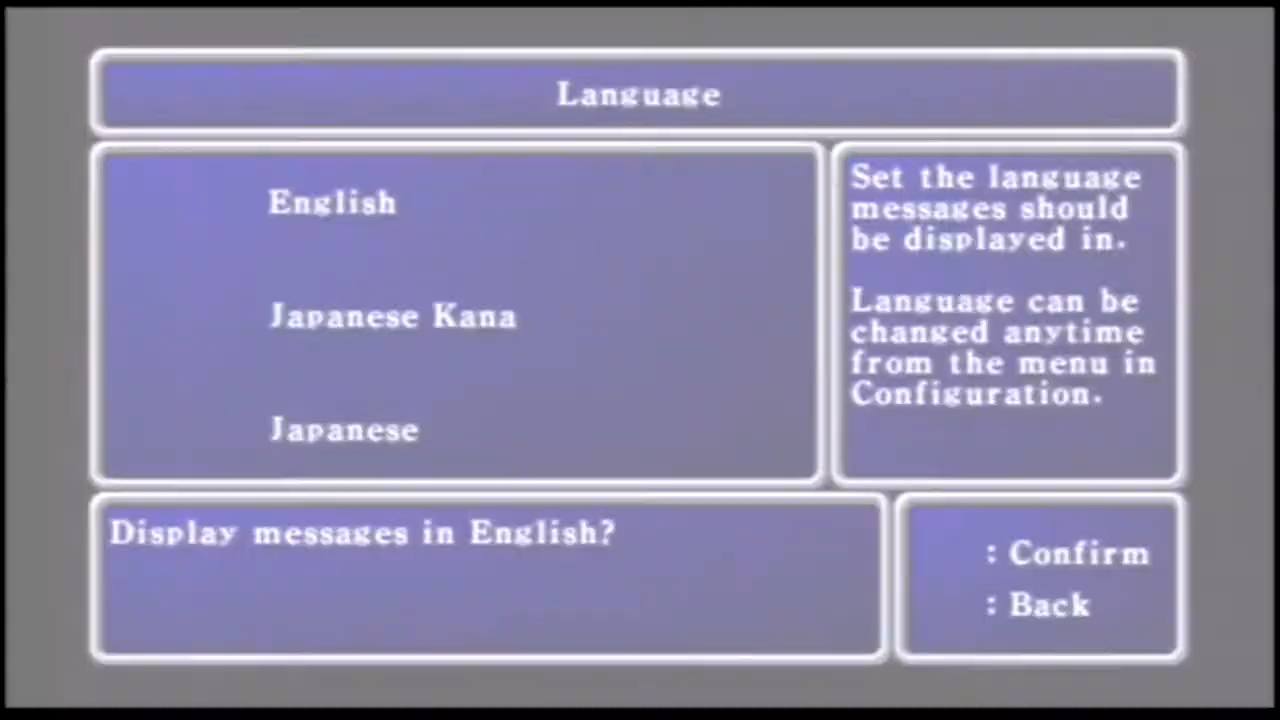 Language
English
Japanese Kana
Japanese
Set the language
messages should
be displayed in.
Language can be
changed anytime
from the menu in
Configuration.
Display messages in English?
: Confirm
: Back